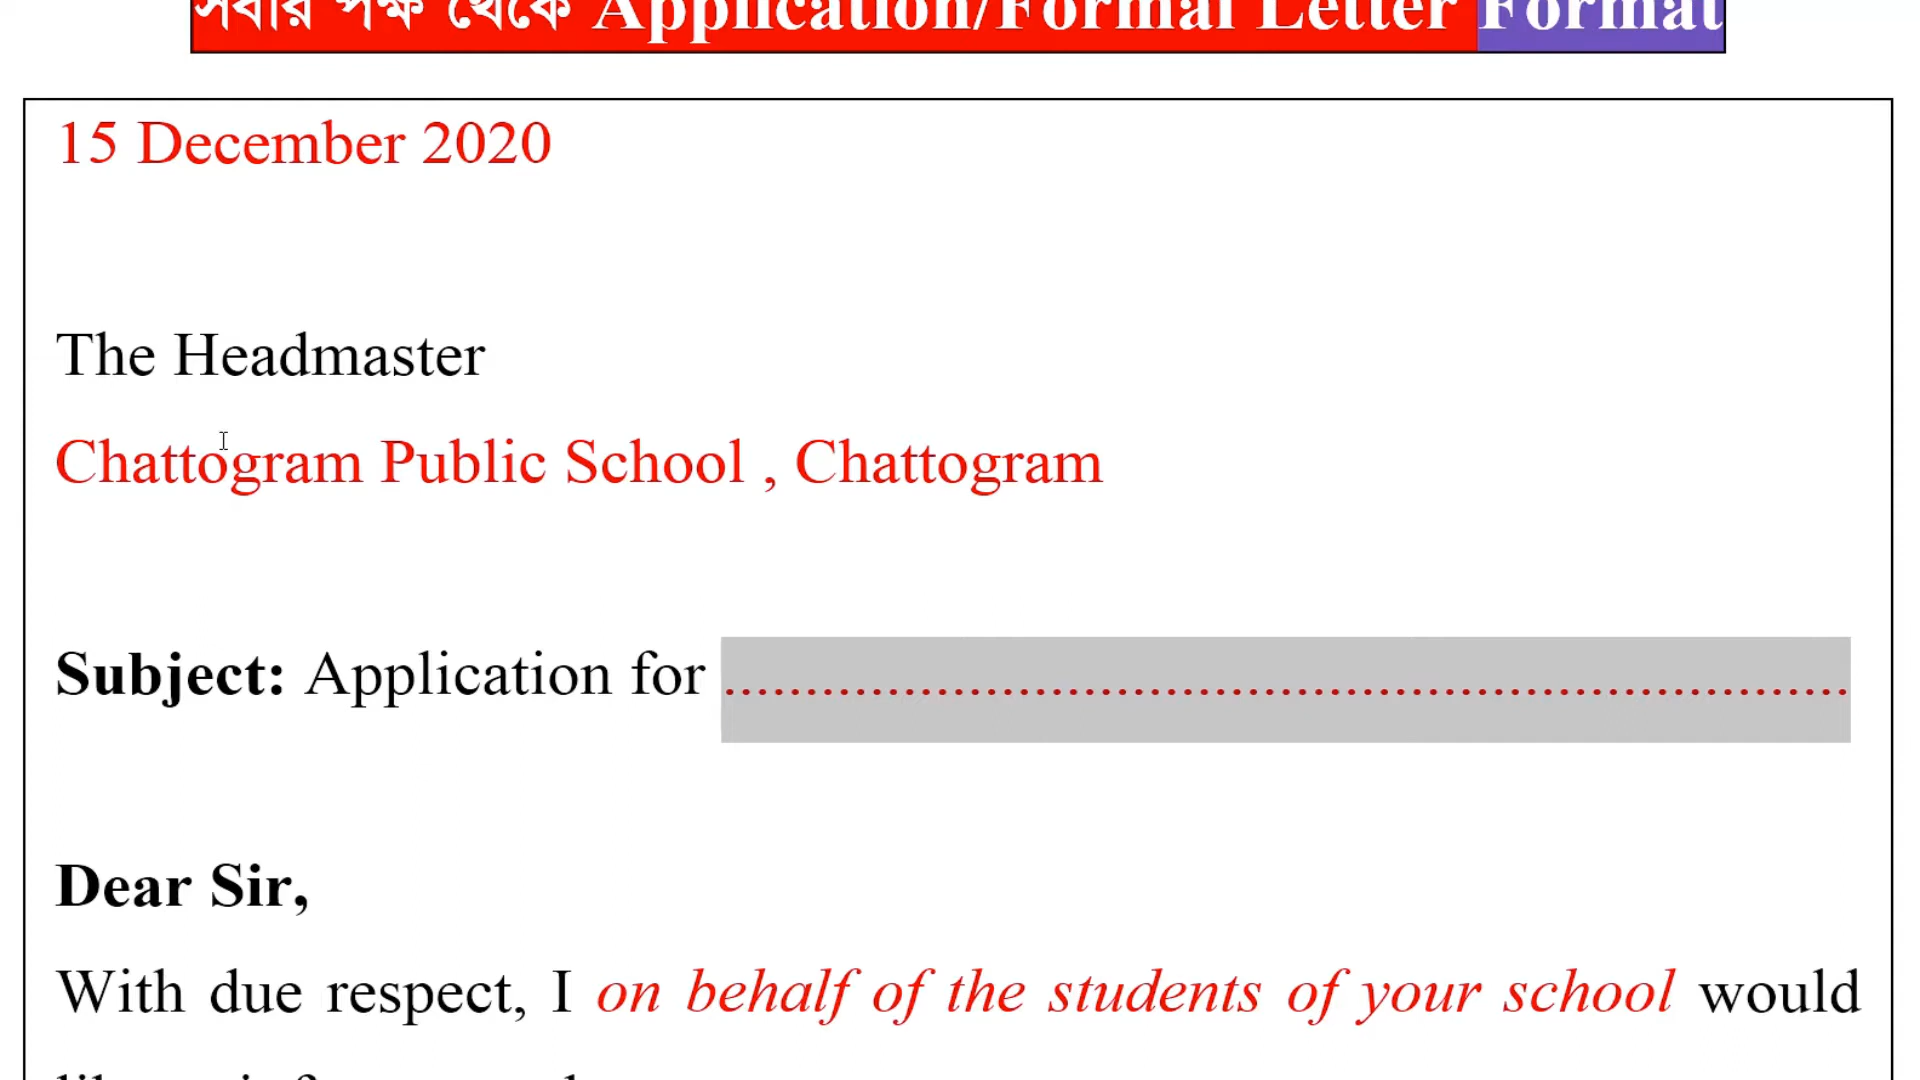 সবার পক্ষ থেকে Application/Formal Letter Format
15 December 2020
The Headmaster
Chattogram Public School , Chattogram
Subject: Application for ......................................................................
Dear Sir,
With due respect, I on behalf of the students of your school would